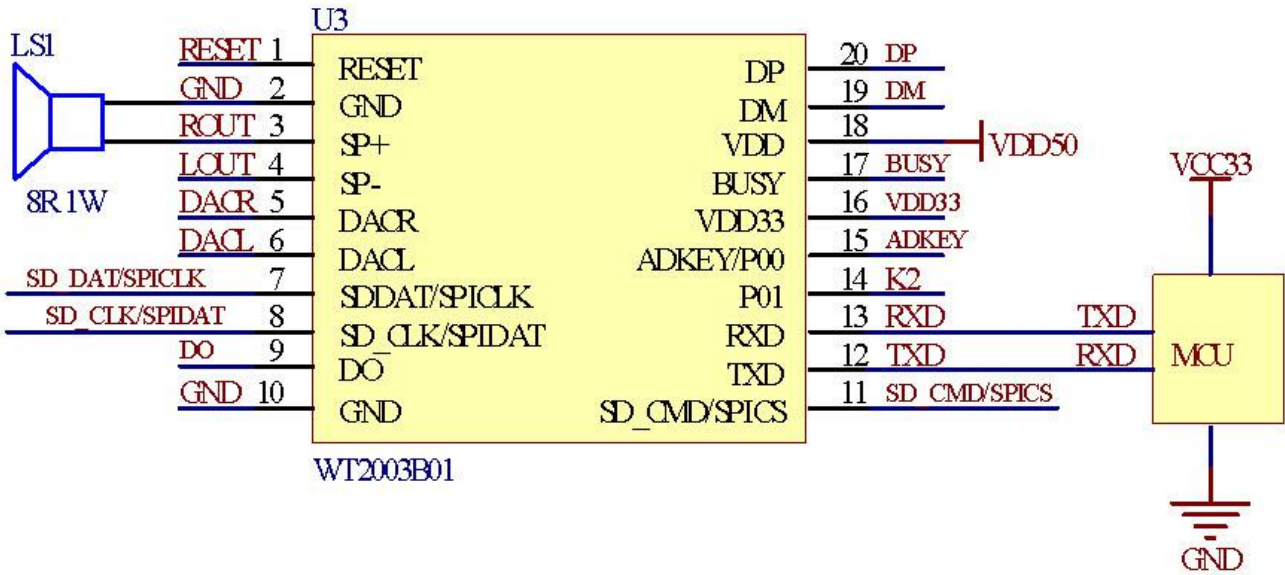 U3
LS1
8R 1W
RESET 1 RESET
GND 2 GND
ROUT 3 SP+
LOUT 4 SP-
DACR 5 DACR
DACL 6 DACL
SD_DAT/SPICLK 7 SDDAT/SPICLK
SD_CLK/SPIDAT 8 SD_CLK/SPIDAT
DO 9 DO
GND 10 GND
DP 20 DP
DM 19 DM
VDD 18 VDD50
BUSY 17 BUSY
VDD33 16 VDD33
ADKEY/P00 15 ADKEY
P01 14 K2
RXD 13 RXD TXD
TXD 12 TXD RXD
SD_CMD/SPICS 11 SD_CMD/SPICS
WT2003B01
VCC33
MCU
GND